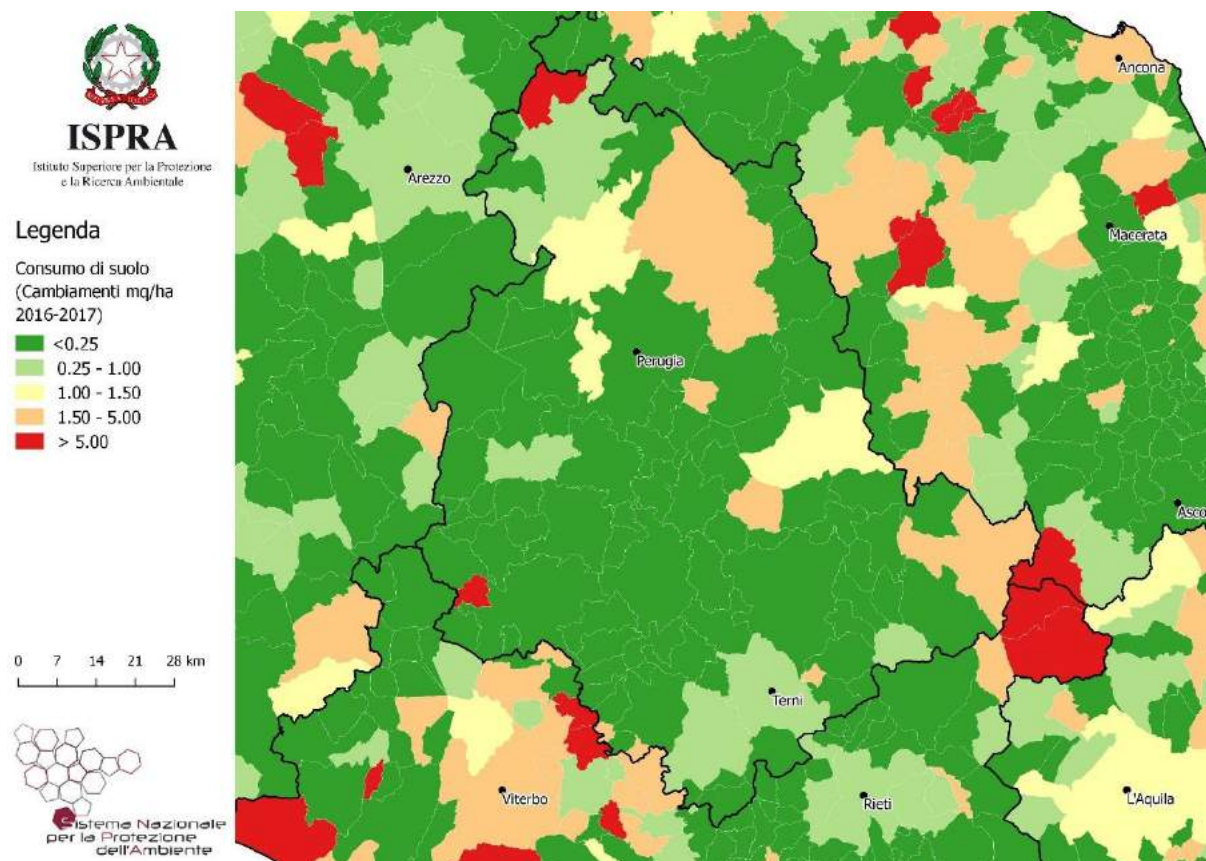 ISPRA
Istituto Superiore per la Protezione
e la Ricerca Ambientale
Legenda
Consumo di suolo
(Cambiamenti mq/ha
2016-2017)
<0.25
0.25 - 1.00
1.00 - 1.50
1.50 - 5.00
> 5.00
0 7 14 21 28 km
Sistema Nazionale
per la Protezione
dell'Ambiente
Ancona
Arezzo
Macerata
Perugia
Asco
Terni
Viterbo
Rieti
L'Aquila